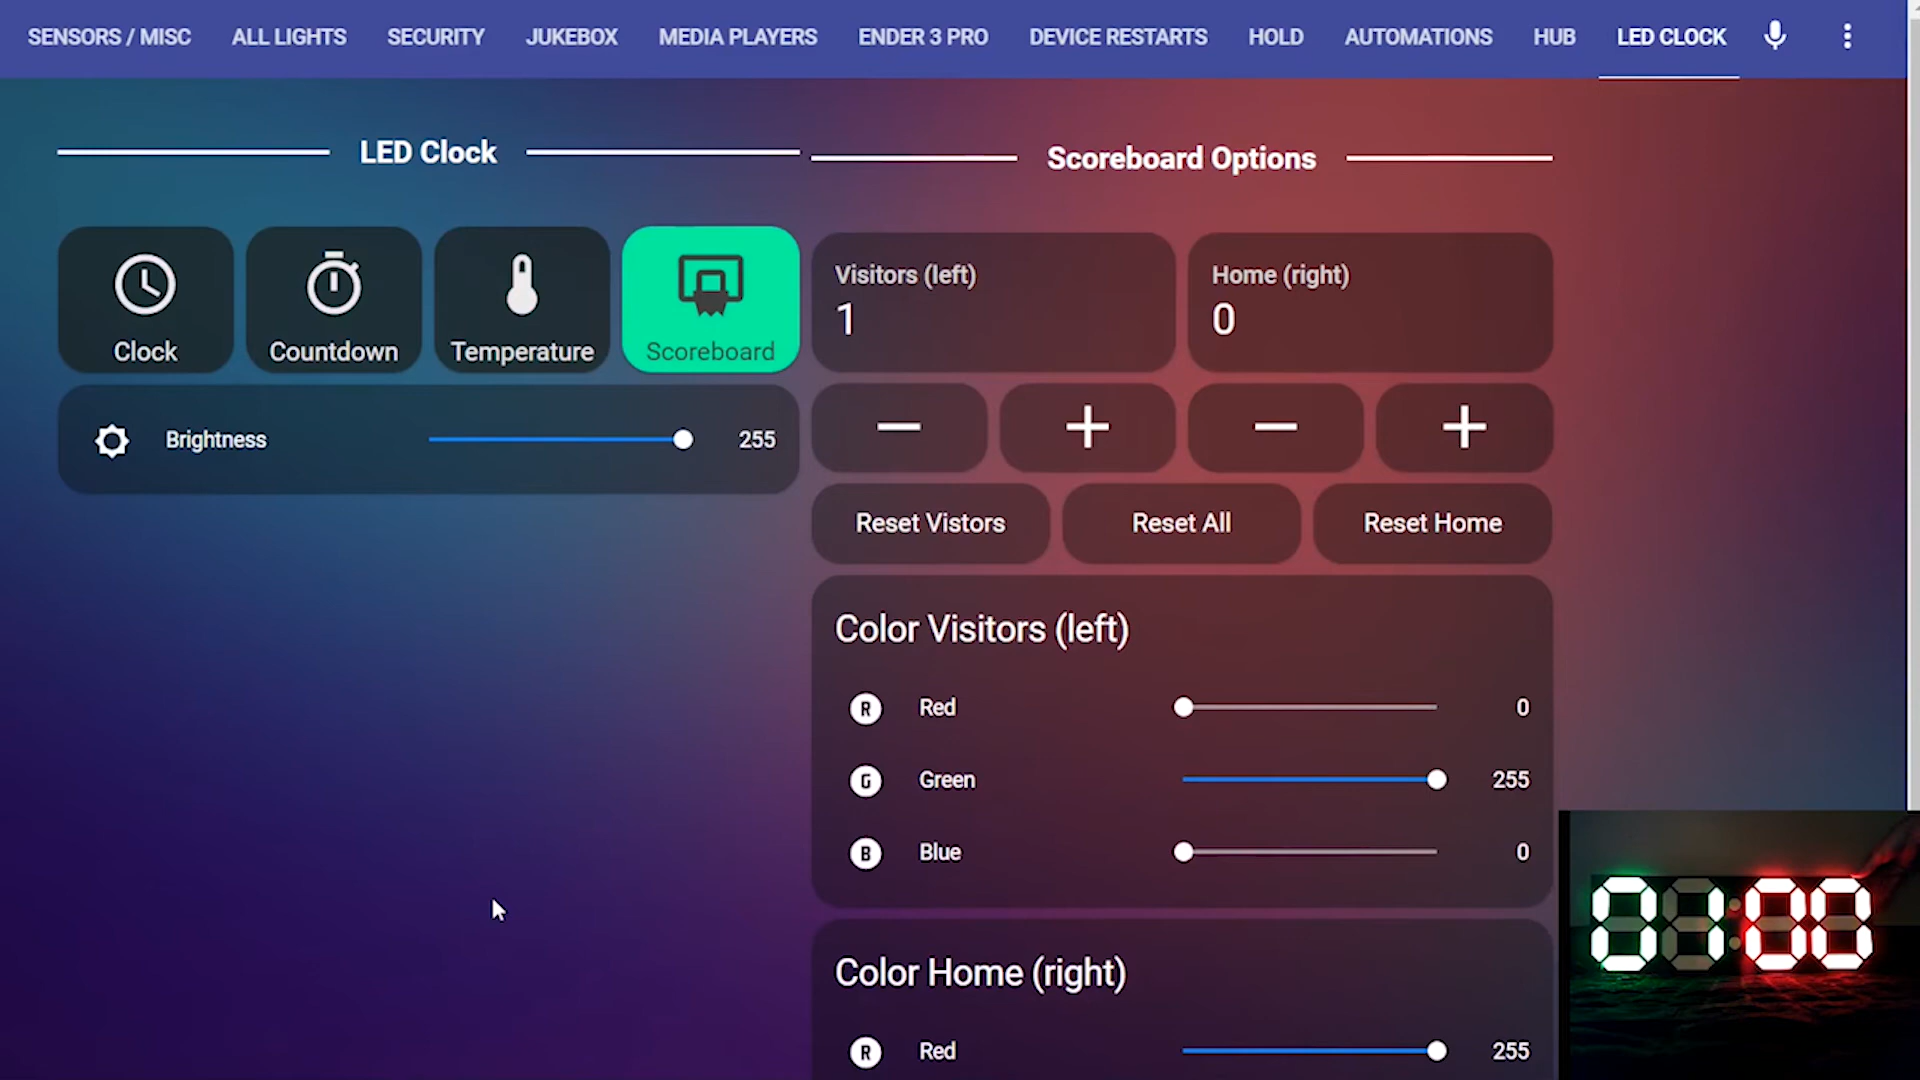 SENSORS / MISC ALL LIGHTS SECURITY JUKEBOX MEDIA PLAYERS ENDER 3 PRO DEVICE RESTARTS HOLD AUTOMATIONS HUB LED CLOCK
LED Clock
Clock Countdown Temperature Scoreboard
Brightness 255
Scoreboard Options
Visitors (left) Home (right)
1 0
− + − +
Reset Vistors Reset All Reset Home
Color Visitors (left)
R Red 0
G Green 255
B Blue 0
Color Home (right)
R Red 255
01:00